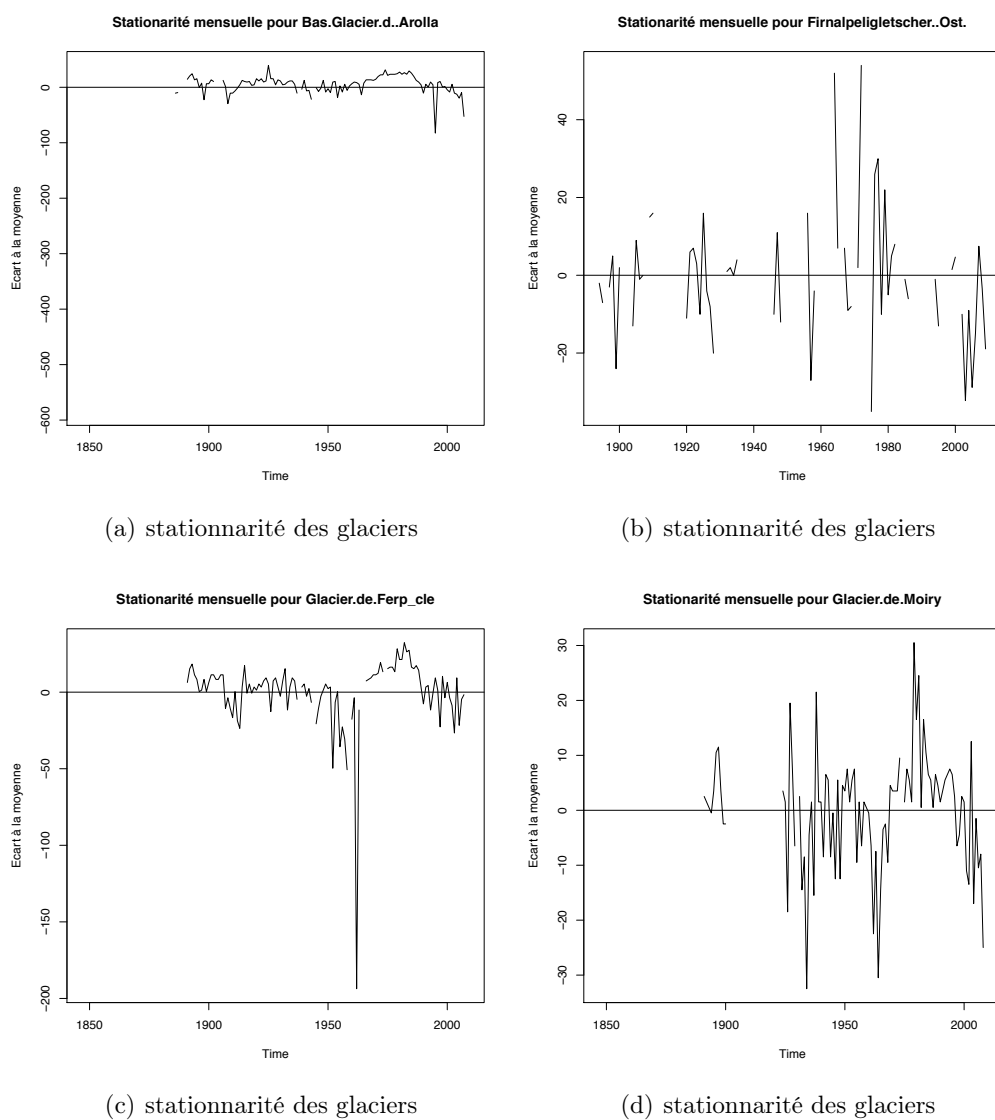 Stationarité mensuelle pour Bas.Glacier.d..Arolla
Ecart à la moyenne
0
-100
-200
-300
-400
-500
-600
1850 1900 1950 2000
Time
(a) stationnarité des glaciers
Stationarité mensuelle pour Firnalpeligletscher..Ost.
Ecart à la moyenne
40
20
0
-20
1900 1920 1940 1960 1980 2000
Time
(b) stationnarité des glaciers
Stationarité mensuelle pour Glacier.de.Ferp_cle
Ecart à la moyenne
0
-50
-100
-150
-200
1850 1900 1950 2000
Time
(c) stationnarité des glaciers
Stationarité mensuelle pour Glacier.de.Moiry
Ecart à la moyenne
30
20
10
0
-10
-20
-30
1850 1900 1950 2000
Time
(d) stationnarité des glaciers